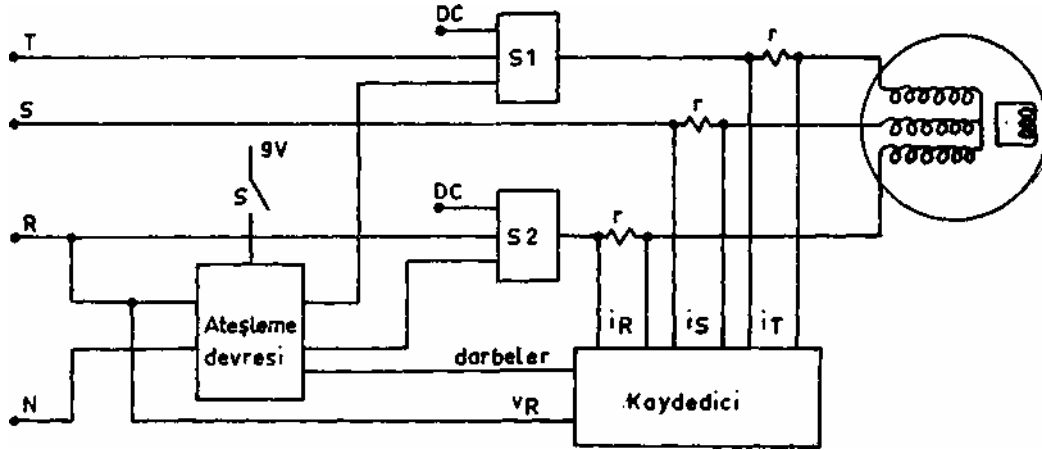 DC
T
S1
r
S
r
9V
S
DC
R
S2
r
Ateşleme
devresi
iR
iS
iT
darbeler
N
vR
Kaydedici